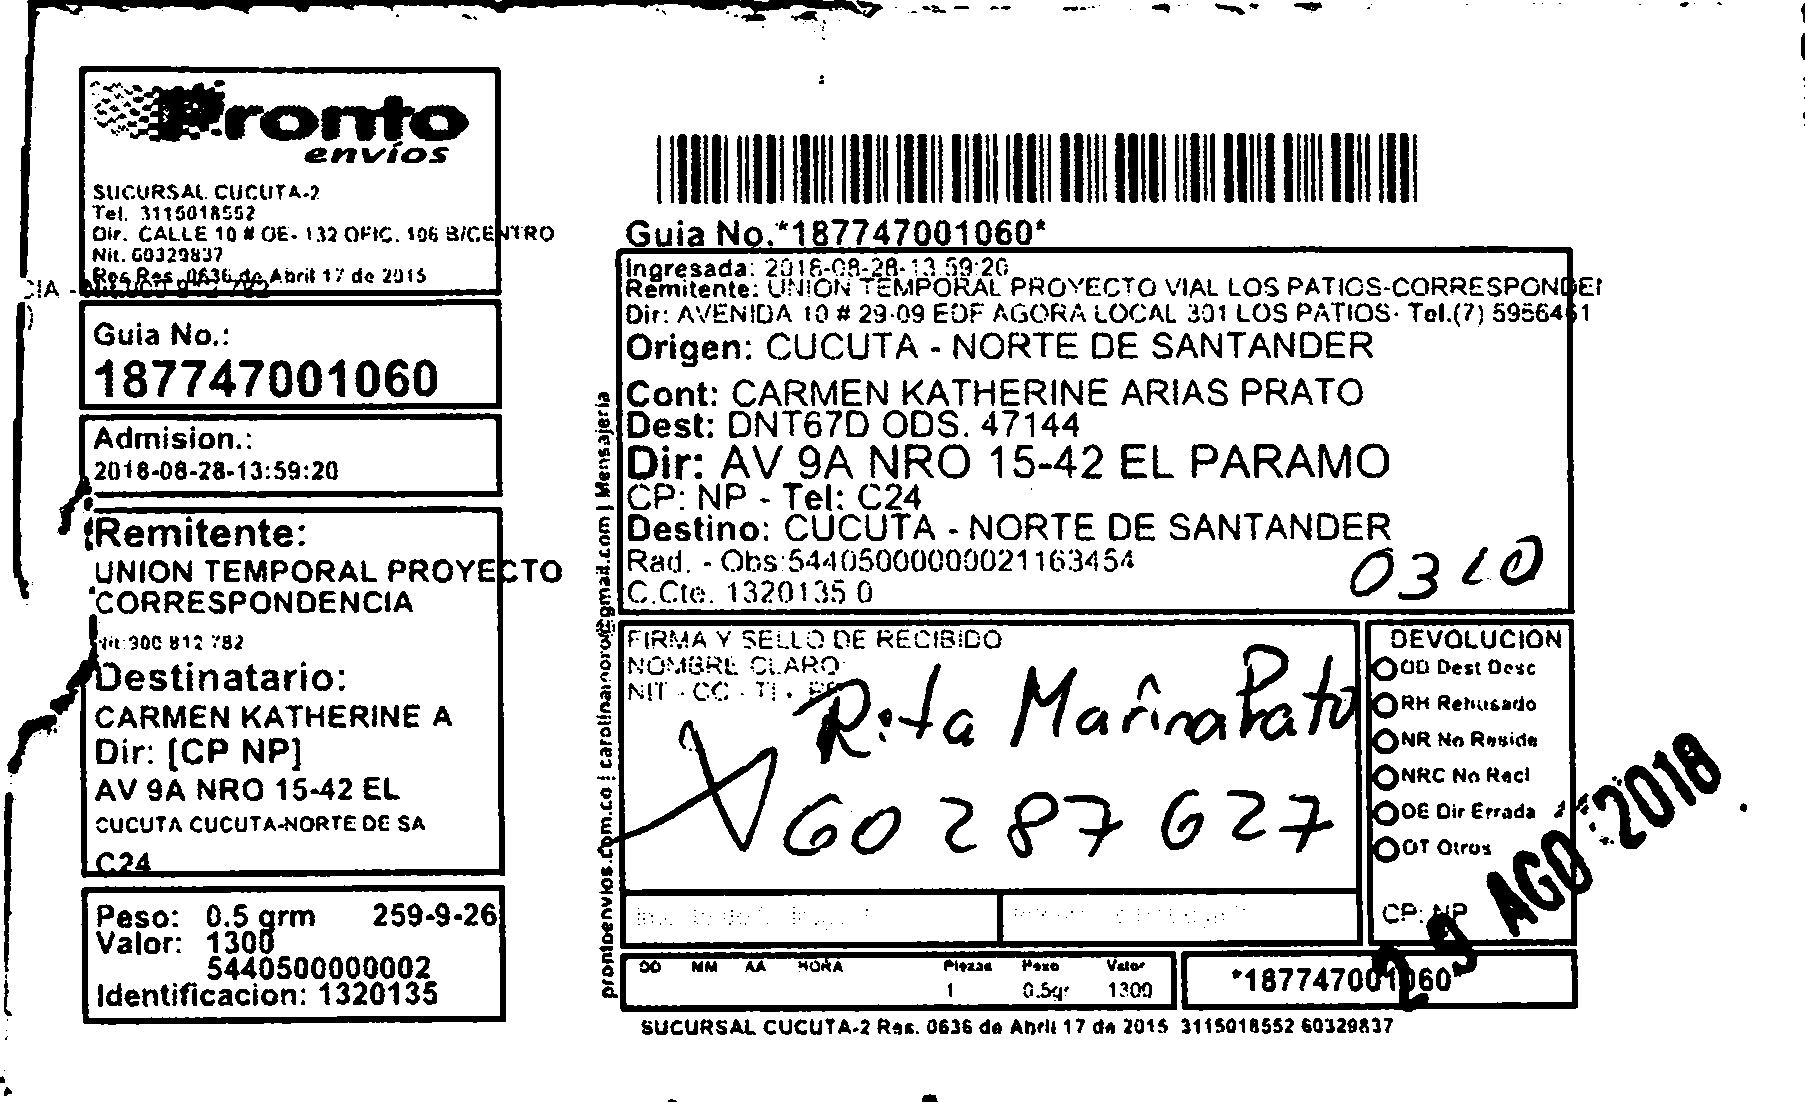 Pronto
envíos
SUCURSAL CUCUTA-2
Tel. 3115018552
Dir. CALLE 10 # OE- 132 OFIC. 106 B/CENTRO
Nit. 60329837
Res Res. 0636 de Abril 17 de 2015
CIA -
Guia No.:
187747001060
Admision.:
2018-08-28-13:59:20
Remitente:
UNION TEMPORAL PROYECTO
CORRESPONDENCIA
nit: 900 812 782
Destinatario:
CARMEN KATHERINE A
Dir: [CP NP]
AV 9A NRO 15-42 EL
CUCUTA CUCUTA-NORTE DE SA
C24
Peso: 0.5 grm 259-9-26
Valor: 1300
5440500000002
Identificacion: 1320135
prontoenvios.com.co | carolinamoro@gmail.com | Mensajeria
Guia No.*187747001060*
Ingresada: 2018-08-28-13:59:20
Remitente: UNION TEMPORAL PROYECTO VIAL LOS PATIOS-CORRESPONDEN
Dir: AVENIDA 10 # 29-09 EDF AGORA LOCAL 301 LOS PATIOS- Tel.(7) 5956461
Origen: CUCUTA - NORTE DE SANTANDER
Cont: CARMEN KATHERINE ARIAS PRATO
Dest: DNT67D ODS. 47144
Dir: AV 9A NRO 15-42 EL PARAMO
CP: NP - Tel: C24
Destino: CUCUTA - NORTE DE SANTANDER
Rad. - Obs:544050000000021163454
C.Cte. 1320135 0
0310
FIRMA Y SELLO DE RECIBIDO
NOMBRE CLARO
NIT - CC - TI -
Rita Marina Prato
60287627
DEVOLUCION
DD Dest Desc
RH Rehusado
NR No Reside
NRC No Recl
DE Dir Errada
OT Otros
CP: NP
29 AGO 2018
DD MM AA HORA Piezas Peso Valor
1 0.5gr 1300
*187747001060*
SUCURSAL CUCUTA-2 Res. 0636 de Abril 17 de 2015 3115018552 60329837